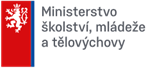 Ministerstvo
školství, mládeže
a tělovýchovy